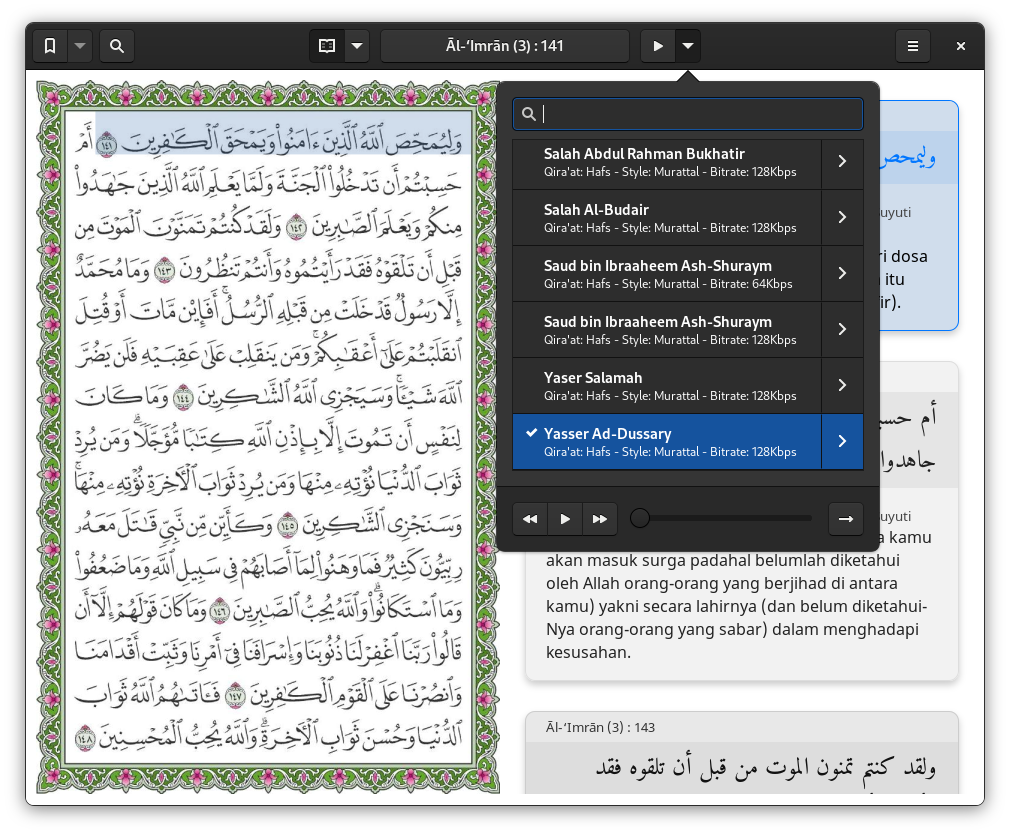 Āl-ʻImrān (3) : 141
وَلِيُمَحِّصَ ٱللَّهُ ٱلَّذِينَ ءَامَنُوا۟ وَيَمْحَقَ ٱلْكَـٰفِرِينَ ١٤١ أَمْ
حَسِبْتُمْ أَن تَدْخُلُوا۟ ٱلْجَنَّةَ وَلَمَّا يَعْلَمِ ٱللَّهُ ٱلَّذِينَ جَـٰهَدُوا۟
مِنكُمْ وَيَعْلَمَ ٱلصَّـٰبِرِينَ ١٤٢ وَلَقَدْ كُنتُمْ تَمَنَّوْنَ ٱلْمَوْتَ مِن
قَبْلِ أَن تَلْقَوْهُ فَقَدْ رَأَيْتُمُوهُ وَأَنتُمْ تَنظُرُونَ ١٤٣ وَمَا مُحَمَّدٌ
إِلَّا رَسُولٌ قَدْ خَلَتْ مِن قَبْلِهِ ٱلرُّسُلُ ۚ أَفَإِي۟ن مَّاتَ أَوْ قُتِلَ
ٱنقَلَبْتُمْ عَلَىٰٓ أَعْقَـٰبِكُمْ ۚ وَمَن يَنقَلِبْ عَلَىٰ عَقِبَيْهِ فَلَن يَضُرَّ
ٱللَّهَ شَيْـًٔا ۗ وَسَيَجْزِى ٱللَّهُ ٱلشَّـٰكِرِينَ ١٤٤ وَمَا كَانَ
لِنَفْسٍ أَن تَمُوتَ إِلَّا بِإِذْنِ ٱللَّهِ كِتَـٰبًا مُّؤَجَّلًا ۗ وَمَن يُرِدْ
ثَوَابَ ٱلدُّنْيَا نُؤْتِهِۦ مِنْهَا وَمَن يُرِدْ ثَوَابَ ٱلْـَٔاخِرَةِ نُؤْتِهِۦ مِنْهَا ۚ
وَسَنَجْزِى ٱلشَّـٰكِرِينَ ١٤٥ وَكَأَيِّن مِّن نَّبِىٍّ قَـٰتَلَ مَعَهُۥ
رِبِّيُّونَ كَثِيرٌ فَمَا وَهَنُوا۟ لِمَآ أَصَابَهُمْ فِى سَبِيلِ ٱللَّهِ وَمَا ضَعُفُوا۟
وَمَا ٱسْتَكَانُوا۟ ۗ وَٱللَّهُ يُحِبُّ ٱلصَّـٰبِرِينَ ١٤٦ وَمَا كَانَ قَوْلَهُمْ إِلَّآ أَن
قَالُوا۟ رَبَّنَا ٱغْفِرْ لَنَا ذُنُوبَنَا وَإِسْرَافَنَا فِىٓ أَمْرِنَا وَثَبِّتْ أَقْدَامَنَا
وَٱنصُرْنَا عَلَى ٱلْقَوْمِ ٱلْكَـٰفِرِينَ ١٤٧ فَـَٔاتَىٰهُمُ ٱللَّهُ ثَوَابَ
ٱلدُّنْيَا وَحُسْنَ ثَوَابِ ٱلْـَٔاخِرَةِ ۗ وَٱللَّهُ يُحِبُّ ٱلْمُحْسِنِينَ ١٤٨
Salah Abdul Rahman Bukhatir
Qira'at: Hafs - Style: Murattal - Bitrate: 128Kbps
Salah Al-Budair
Qira'at: Hafs - Style: Murattal - Bitrate: 128Kbps
Saud bin Ibraaheem Ash-Shuraym
Qira'at: Hafs - Style: Murattal - Bitrate: 64Kbps
Saud bin Ibraaheem Ash-Shuraym
Qira'at: Hafs - Style: Murattal - Bitrate: 128Kbps
Yaser Salamah
Qira'at: Hafs - Style: Murattal - Bitrate: 128Kbps
Yasser Ad-Dussary
Qira'at: Hafs - Style: Murattal - Bitrate: 128Kbps
وليمحص
dosa
itu
أم
جاهدوا
kamu
akan masuk surga padahal belumlah diketahui
oleh Allah orang-orang yang berjihad di antara
kamu) yakni secara lahirnya (dan belum diketahui-
Nya orang-orang yang sabar) dalam menghadapi
kesusahan.
Āl-ʻImrān (3) : 143
ولقد كنتم تمنون الموت من قبل أن تلقوه فقد